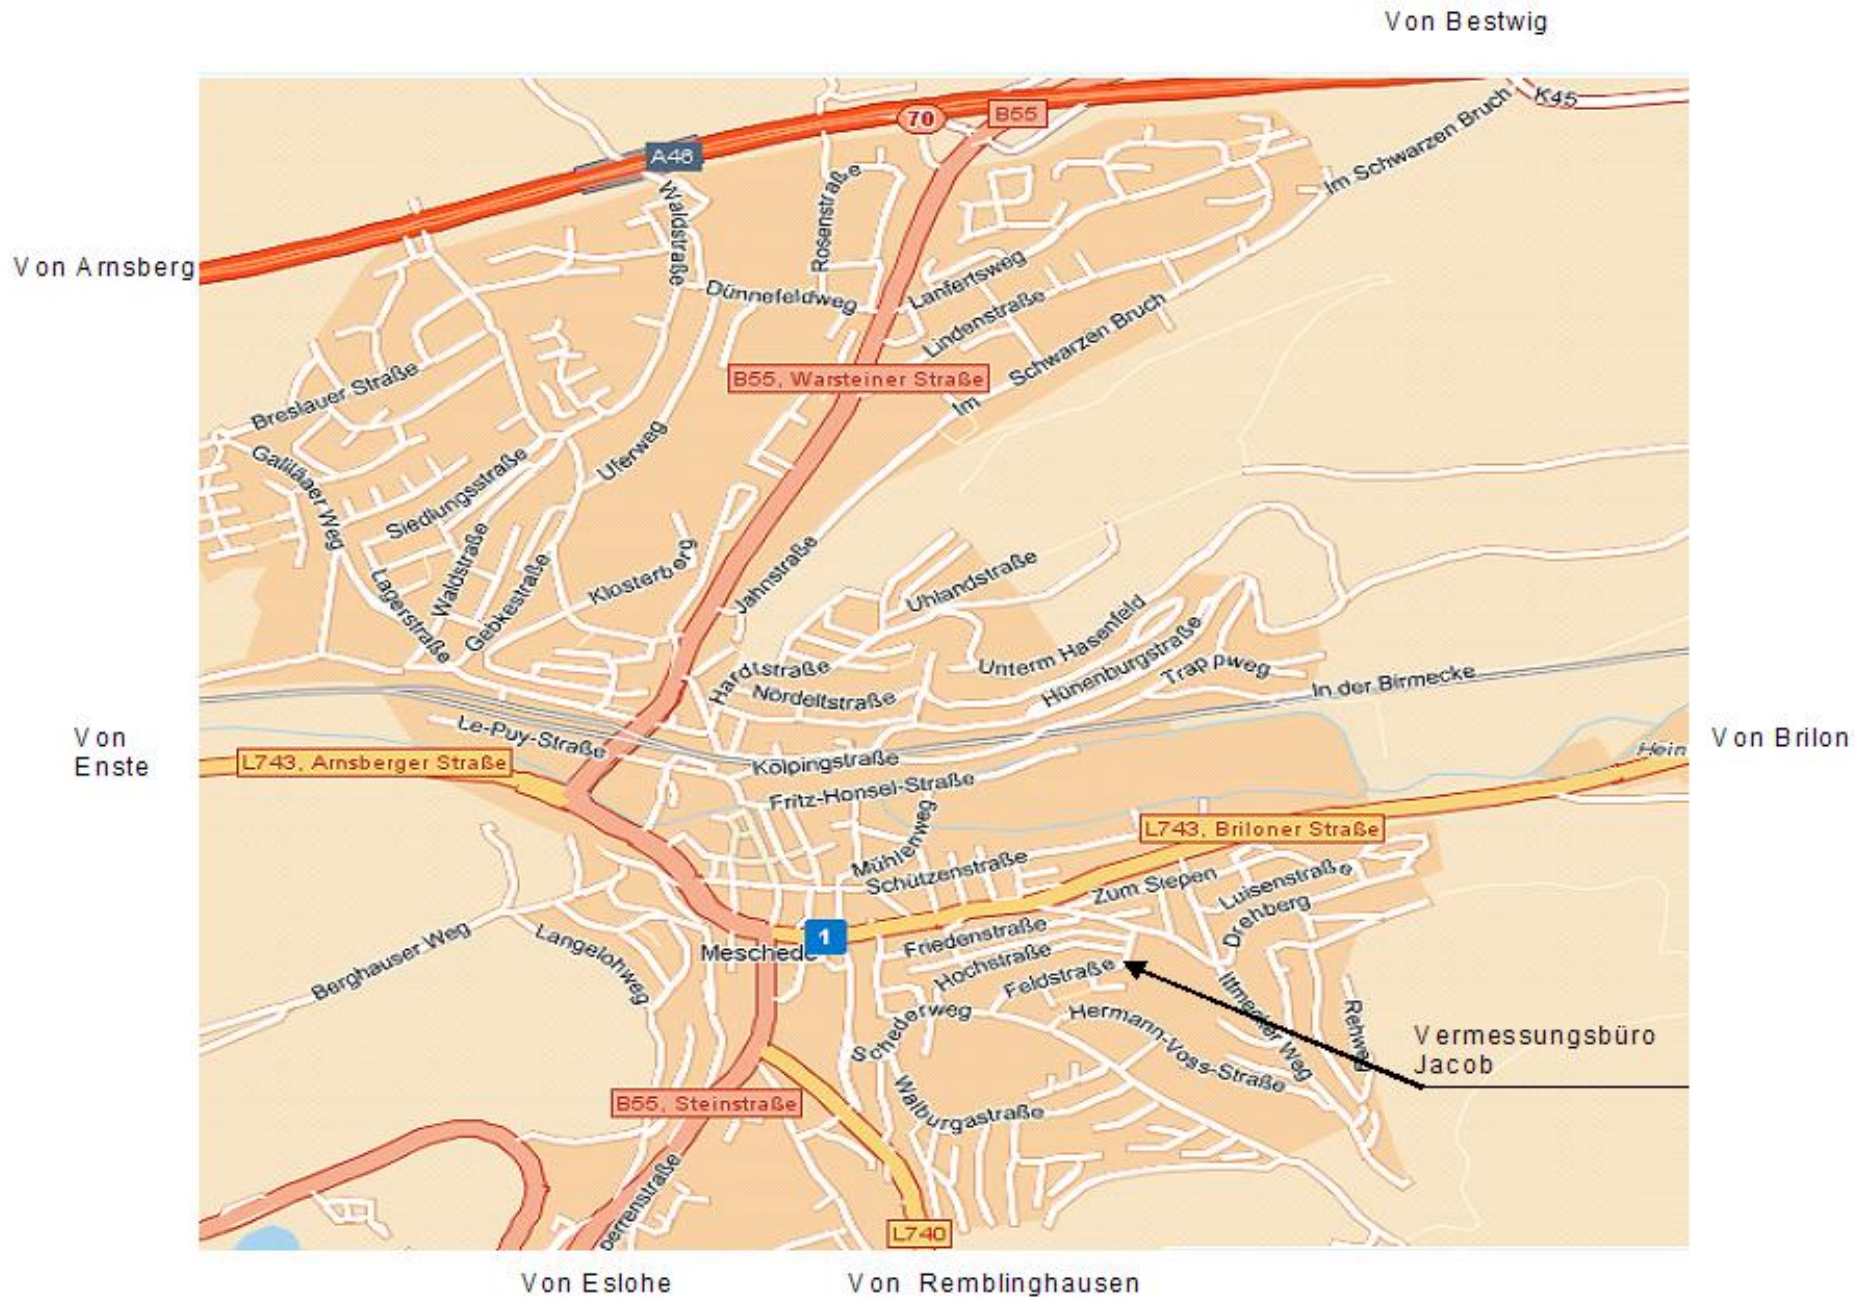 Von Bestwig
K45
B55
70
Im Schwarzen Bruch
A46
Waldstraße
Rosenstraße
Von Arnsberg
Lanfertsweg
Dünnefeldweg
Lindenstraße
Schwarzen Bruch
B55, Warsteiner Straße
Breslauer Straße
Im
Uferweg
Galiläaer Weg
Siedlungsstraße
Waldstraße
Jahnstraße
Klosterberg
Uhlandstraße
Lagerstraße
Gebkestraße
Unterm Hasenfeld
Hünenburgstraße
Trappweg
Hardtstraße
Nördeltstraße
In der Birmecke
Von
Enste
Le-Puy-Straße
L743, Arnsberger Straße
Kolpingstraße
Fritz-Honsel-Straße
Hein
Von Brilon
L743, Briloner Straße
Mühlenweg
Schützenstraße
Zum Siepen
Luisenstraße
Drehberg
Berghauser Weg
Langelohweg
Meschede
1
Friedenstraße
Hochstraße
Feldstraße
Ittmecker Weg
Schederweg
Hermann-Voss-Straße
Rehweg
Vermessungsbüro
Jacob
Walburgastraße
B55, Steinstraße
L740
Von Eslohe
Von Remblinghausen